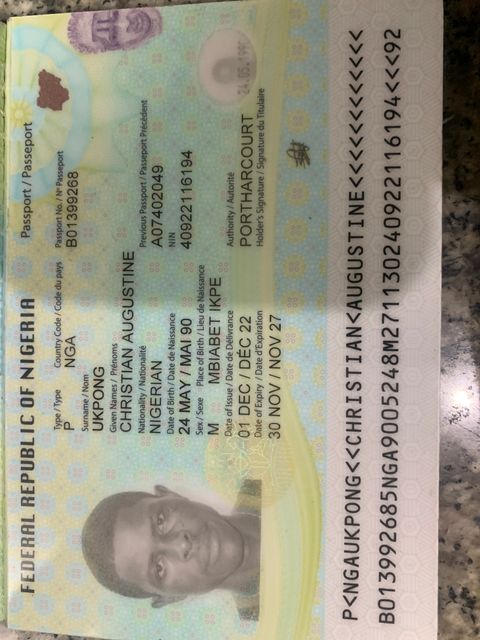 FEDERAL REPUBLIC OF NIGERIA
Passport / Passeport
Type / Type Country Code / Code du pays Passport No. / Nº Passeport
P NGA B01399268
Surname / Nom
UKPONG
Given Names / Prénoms
CHRISTIAN AUGUSTINE
Nationality / Nationalité Previous Passport / Passeport Précédent
NIGERIAN A07402049
Date of Birth / Date de Naissance NIN
24 MAY / MAI 90 40922116194
Sex / Sexe Place of Birth / Lieu de Naissance
M MBIABET IKPE
Date of Issue / Date de Délivrance Authority / Autorité
01 DEC / DÉC 22 PORTHARCOURT
Date of Expiry / Date d'Expiration Holder's Signature / Signature du Titulaire
30 NOV / NOV 27
24.05.1990
P<NGAUKPONG<<CHRISTIAN<AUGUSTINE<<<<<<<<<<<<
B013992685NGA9005248M271130240922116194<<<92